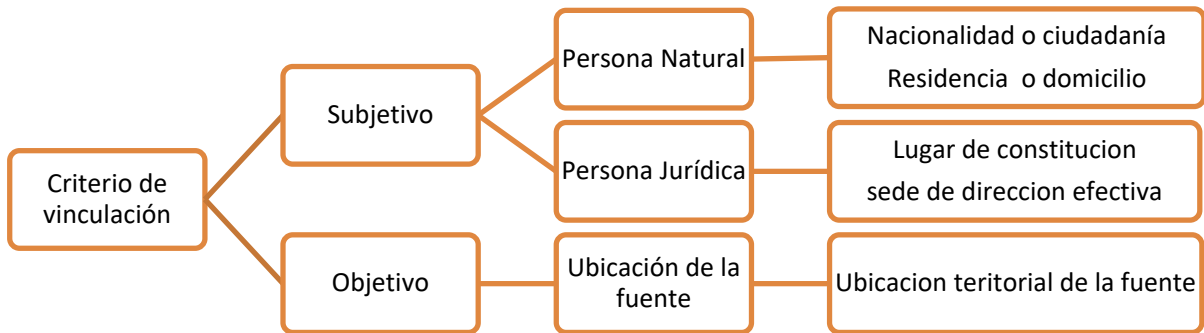 Criterio de
vinculación
Subjetivo
Persona Natural
Nacionalidad o ciudadanía
Residencia o domicilio
Persona Jurídica
Lugar de constitucion
sede de direccion efectiva
Objetivo
Ubicación de la
fuente
Ubicacion teritorial de la fuente